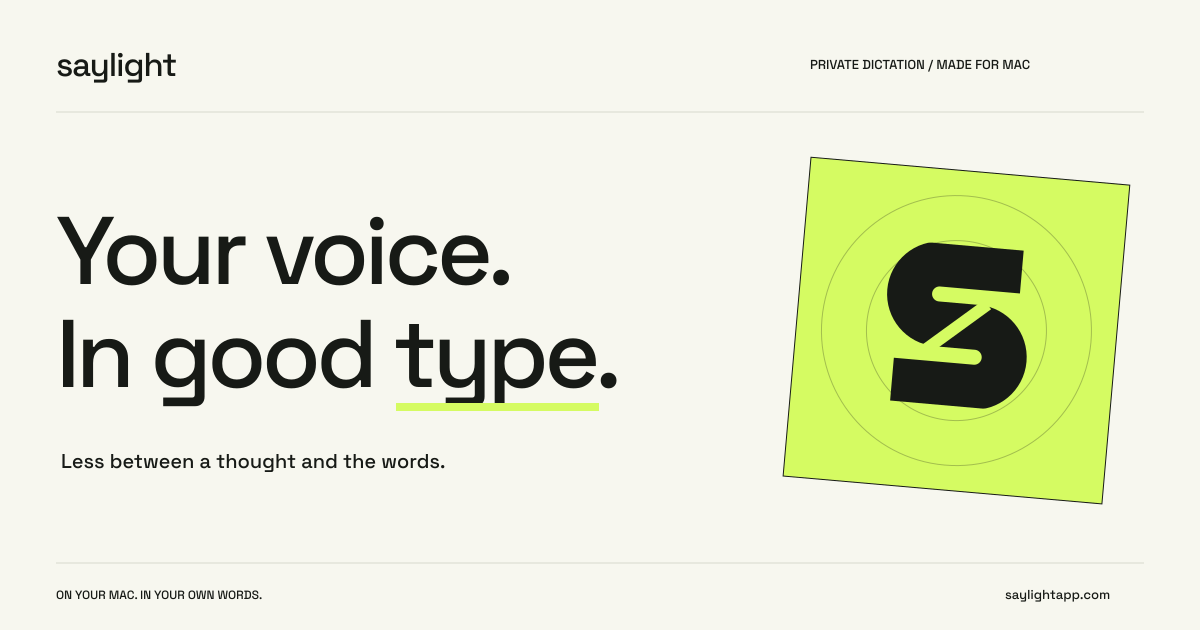 saylight
PRIVATE DICTATION / MADE FOR MAC
Your voice.
In good type.
Less between a thought and the words.
ON YOUR MAC. IN YOUR OWN WORDS.
saylightapp.com